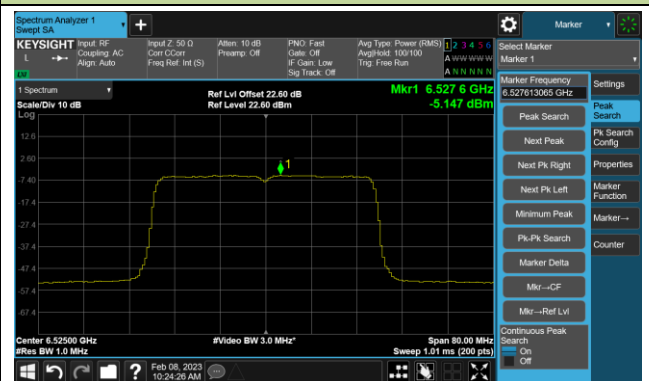 Spectrum Analyzer 1
Swept SA
Marker
KEYSIGHT
L
Input: RF
Coupling: AC
Align: Auto
Input Z: 50 Ω
Corr CCorr
Freq Ref: Int (S)
Atten: 10 dB
Preamp: Off
PNO: Fast
Gate: Off
IF Gain: Low
Sig Track: Off
Avg Type: Power (RMS)
Avg|Hold: 100/100
Trig: Free Run
1 2 3 4 5 6
A W W W W W
A N N N N N
Select Marker
Marker 1
1 Spectrum
Scale/Div 10 dB
Log
Ref Lvl Offset 22.60 dB
Ref Level 22.60 dBm
Mkr1 6.527 6 GHz
-5.147 dBm
12.6
2.60
-7.40
-17.4
-27.4
-37.4
-47.4
-57.4
-67.4
1
Center 6.52500 GHz
#Res BW 1.0 MHz
#Video BW 3.0 MHz*
Span 80.00 MHz
Sweep 1.01 ms (200 pts)
Marker Frequency
6.527613065 GHz
Peak Search
Next Peak
Next Pk Right
Next Pk Left
Minimum Peak
Pk-Pk Search
Marker Delta
Mkr→CF
Mkr→Ref Lvl
Continuous Peak
Search
On
Off
Settings
Peak
Search
Pk Search
Config
Properties
Marker
Function
Marker→
Counter
Feb 08, 2023
10:24:26 AM